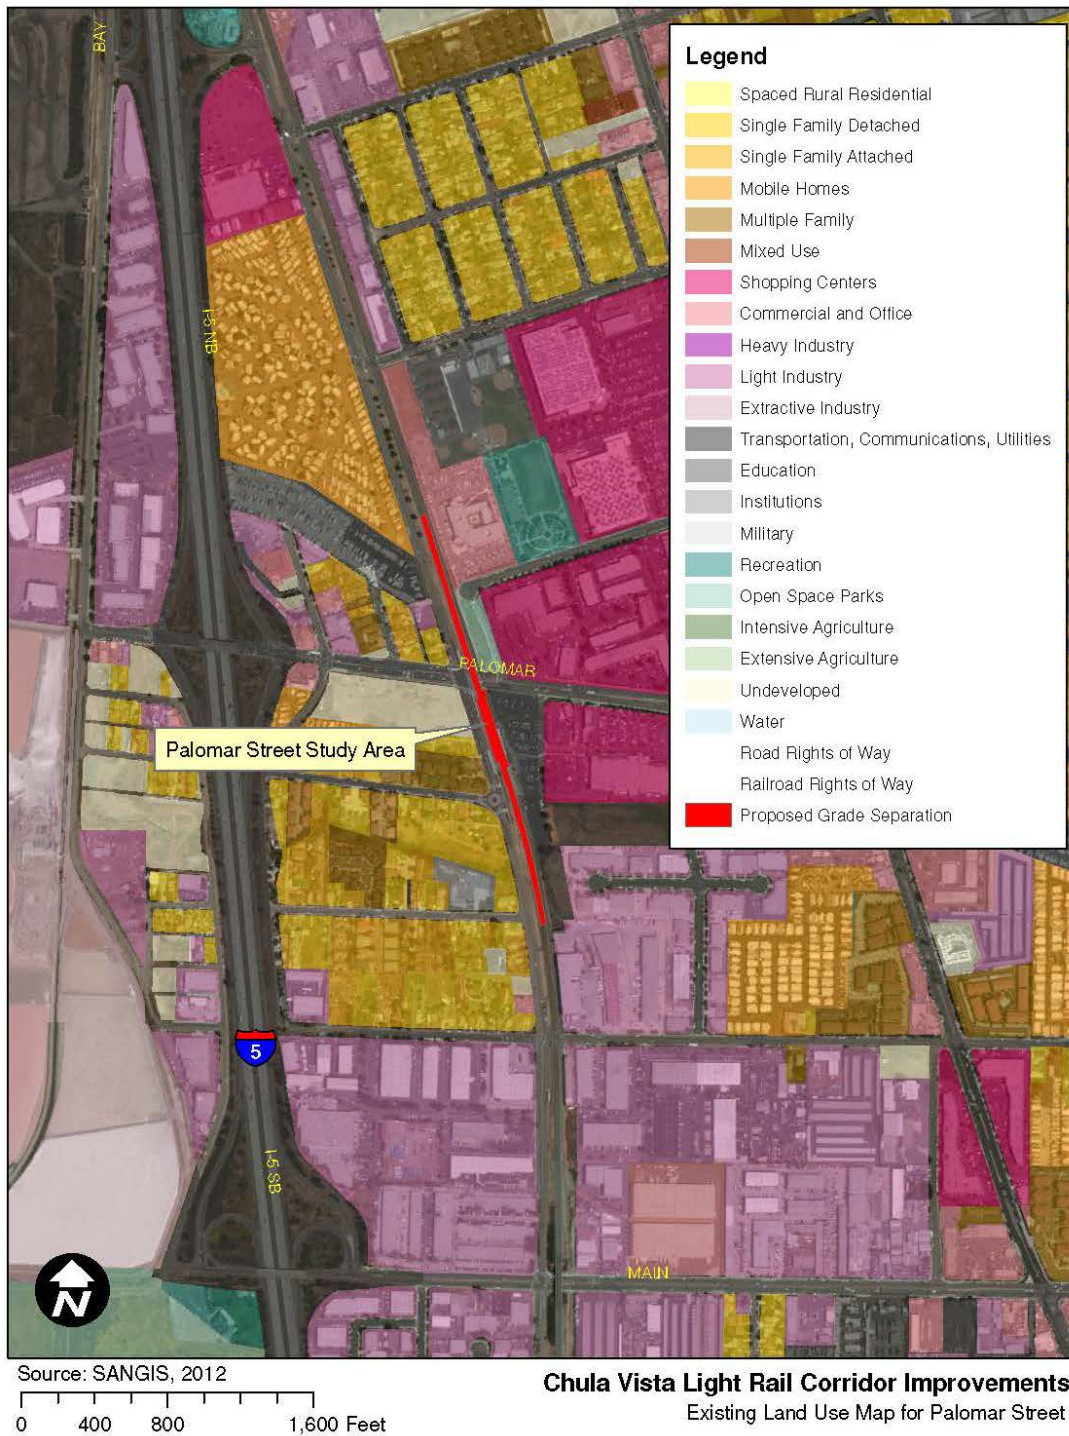 BAY
Legend
Spaced Rural Residential
Single Family Detached
Single Family Attached
Mobile Homes
Multiple Family
Mixed Use
Shopping Centers
Commercial and Office
Heavy Industry
Light Industry
Extractive Industry
Transportation, Communications, Utilities
Education
Institutions
Military
Recreation
Open Space Parks
Intensive Agriculture
Extensive Agriculture
Undeveloped
Water
Road Rights of Way
Railroad Rights of Way
Proposed Grade Separation
I-5 NB
PALOMAR
Palomar Street Study Area
5
I-5 SB
MAIN
N
Source: SANGIS, 2012
0 400 800 1,600 Feet
Chula Vista Light Rail Corridor Improvements
Existing Land Use Map for Palomar Street